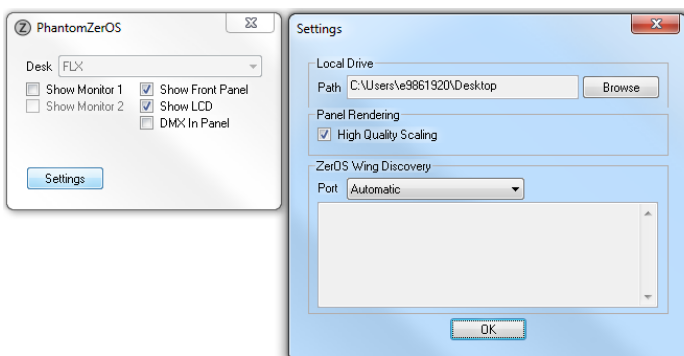 PhantomZerOS
Desk FLX
Show Monitor 1 Show Front Panel
Show Monitor 2 Show LCD
DMX In Panel
Settings
Settings
Local Drive
Path C:\Users\e9861920\Desktop Browse
Panel Rendering
High Quality Scaling
ZerOS Wing Discovery
Port Automatic
OK